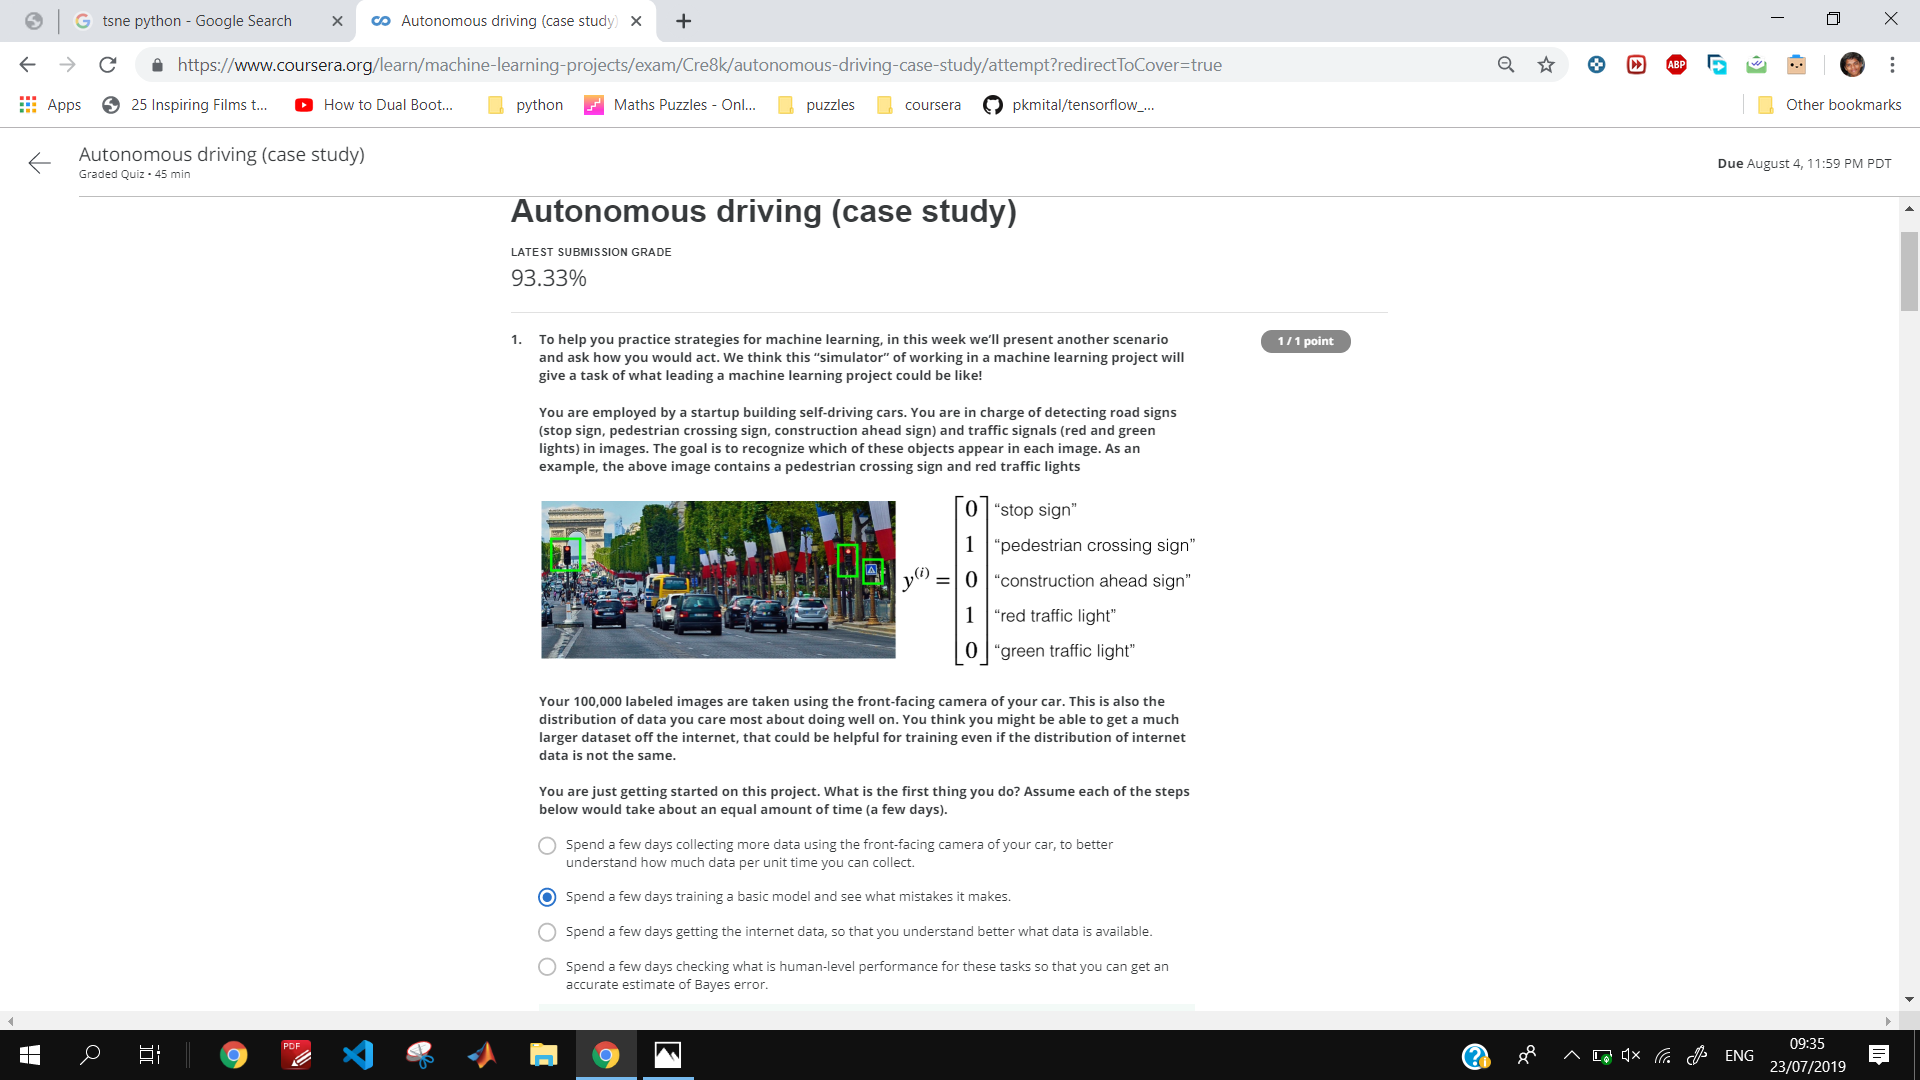 tsne python - Google Search
Autonomous driving (case study)
https://www.coursera.org/learn/machine-learning-projects/exam/Cre8k/autonomous-driving-case-study/attempt?redirectToCover=true
ABP
Apps
25 Inspiring Films t...
How to Dual Boot...
python
Maths Puzzles - Onl...
puzzles
coursera
pkmital/tensorflow_...
Other bookmarks
Autonomous driving (case study)
Graded Quiz • 45 min
Due August 4, 11:59 PM PDT
Autonomous driving (case study)
LATEST SUBMISSION GRADE
93.33%
1. To help you practice strategies for machine learning, in this week we'll present another scenario
and ask how you would act. We think this “simulator” of working in a machine learning project will
give a task of what leading a machine learning project could be like!
1 / 1 point
You are employed by a startup building self-driving cars. You are in charge of detecting road signs
(stop sign, pedestrian crossing sign, construction ahead sign) and traffic signals (red and green
lights) in images. The goal is to recognize which of these objects appear in each image. As an
example, the above image contains a pedestrian crossing sign and red traffic lights
y(i) =
0 “stop sign”
1 “pedestrian crossing sign”
0 “construction ahead sign”
1 “red traffic light”
0 “green traffic light”
Your 100,000 labeled images are taken using the front-facing camera of your car. This is also the
distribution of data you care most about doing well on. You think you might be able to get a much
larger dataset off the internet, that could be helpful for training even if the distribution of internet
data is not the same.
You are just getting started on this project. What is the first thing you do? Assume each of the steps
below would take about an equal amount of time (a few days).
Spend a few days collecting more data using the front-facing camera of your car, to better
understand how much data per unit time you can collect.
Spend a few days training a basic model and see what mistakes it makes.
Spend a few days getting the internet data, so that you understand better what data is available.
Spend a few days checking what is human-level performance for these tasks so that you can get an
accurate estimate of Bayes error.
PDF
ENG
09:35
23/07/2019